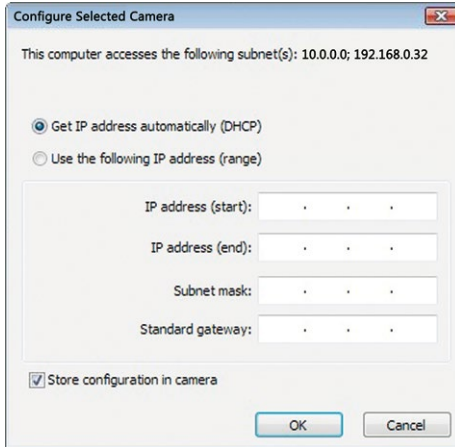 Configure Selected Camera
This computer accesses the following subnet(s): 10.0.0.0; 192.168.0.32
Get IP address automatically (DHCP)
Use the following IP address (range)
IP address (start):
IP address (end):
Subnet mask:
Standard gateway:
Store configuration in camera
OK Cancel